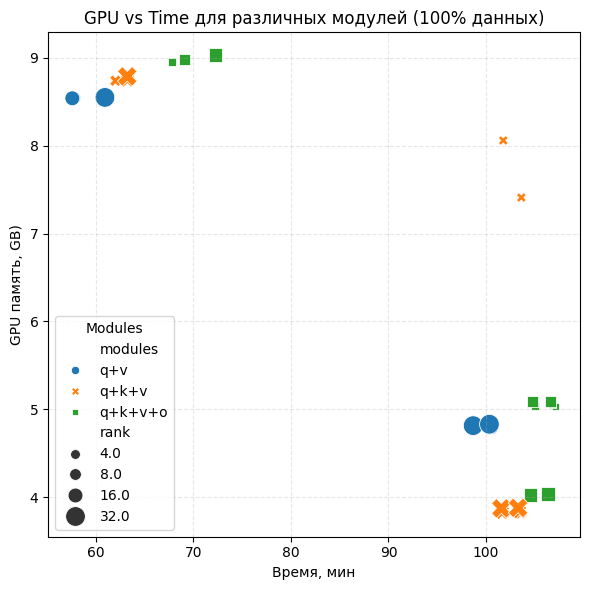 GPU vs Time для различных модулей (100% данных)
GPU память, GB)
9
8
7
6
5
4
Modules
modules
q+v
q+k+v
q+k+v+o
rank
4.0
8.0
16.0
32.0
60
70
80
90
100
Время, мин